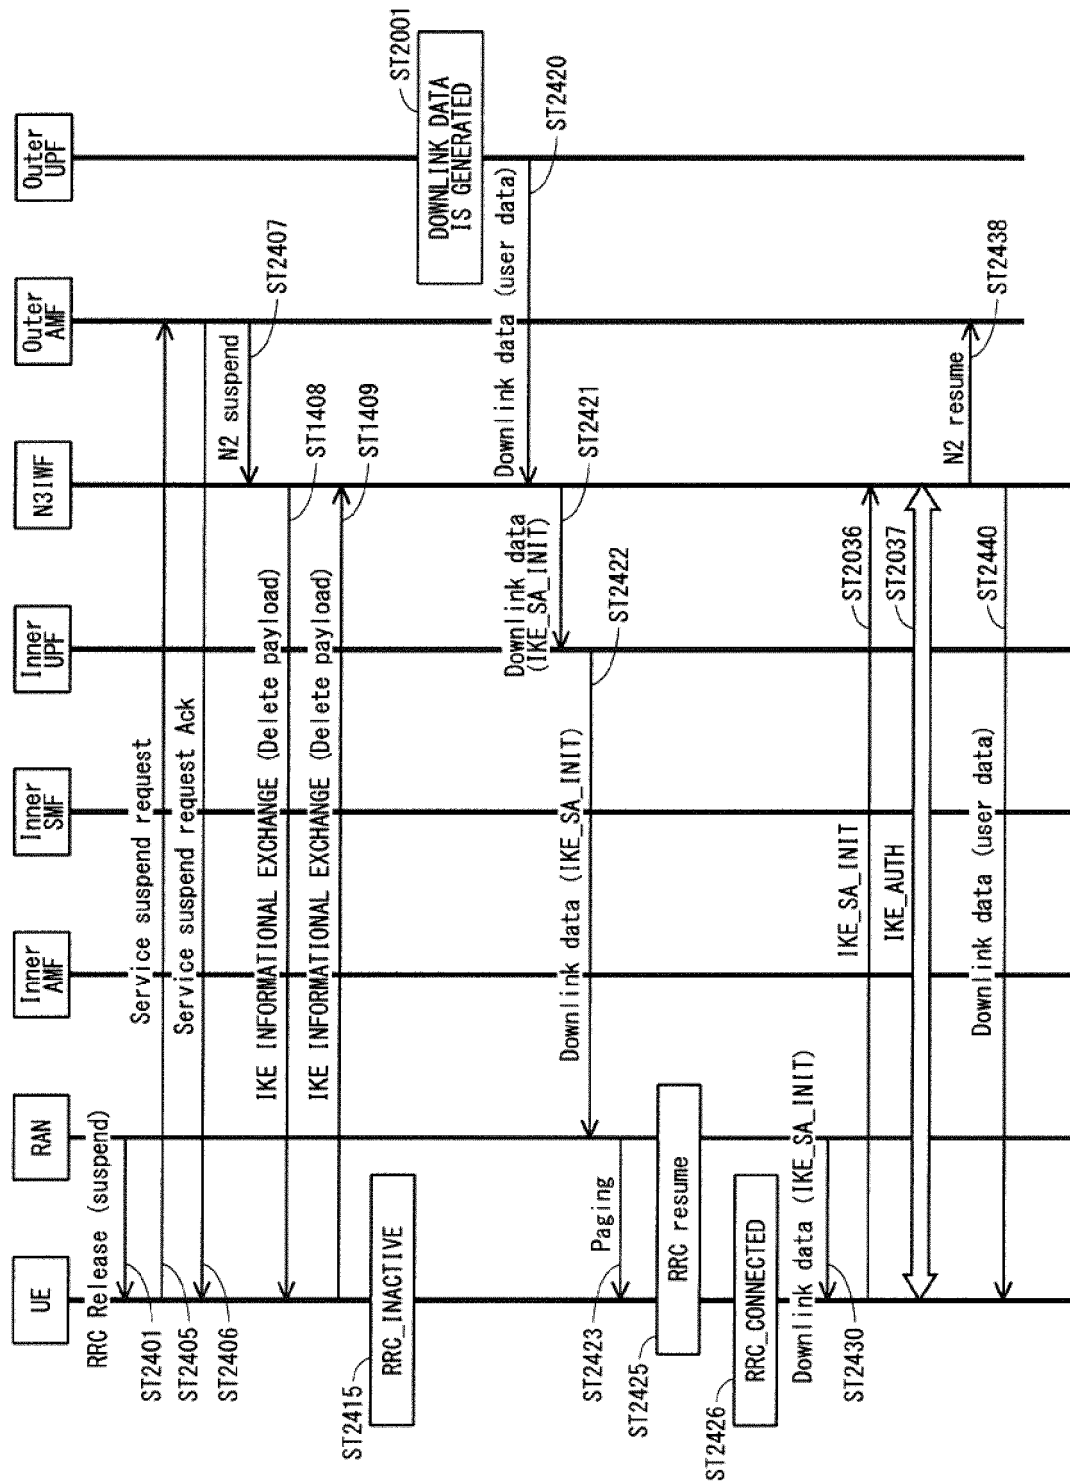 UE
RAN
Inner
AMF
Inner
SMF
Inner
UPF
N3IWF
Outer
AMF
Outer
UPF
RRC Release (suspend)
ST2401
Service suspend request
ST2405
Service suspend request Ack
ST2406
N2 suspend
ST2407
IKE INFORMATIONAL EXCHANGE (Delete payload)
ST1408
IKE INFORMATIONAL EXCHANGE (Delete payload)
ST1409
ST2415
RRC_INACTIVE
ST2001
DOWNLINK DATA
IS GENERATED
Downlink data (user data)
ST2420
Downlink data
(IKE_SA_INIT)
ST2421
Downlink data (IKE_SA_INIT)
ST2422
Paging
ST2423
ST2425
RRC resume
ST2426
RRC_CONNECTED
Downlink data (IKE_SA_INIT)
ST2430
IKE_SA_INIT
ST2036
IKE_AUTH
ST2037
N2 resume
ST2438
Downlink data (user data)
ST2440